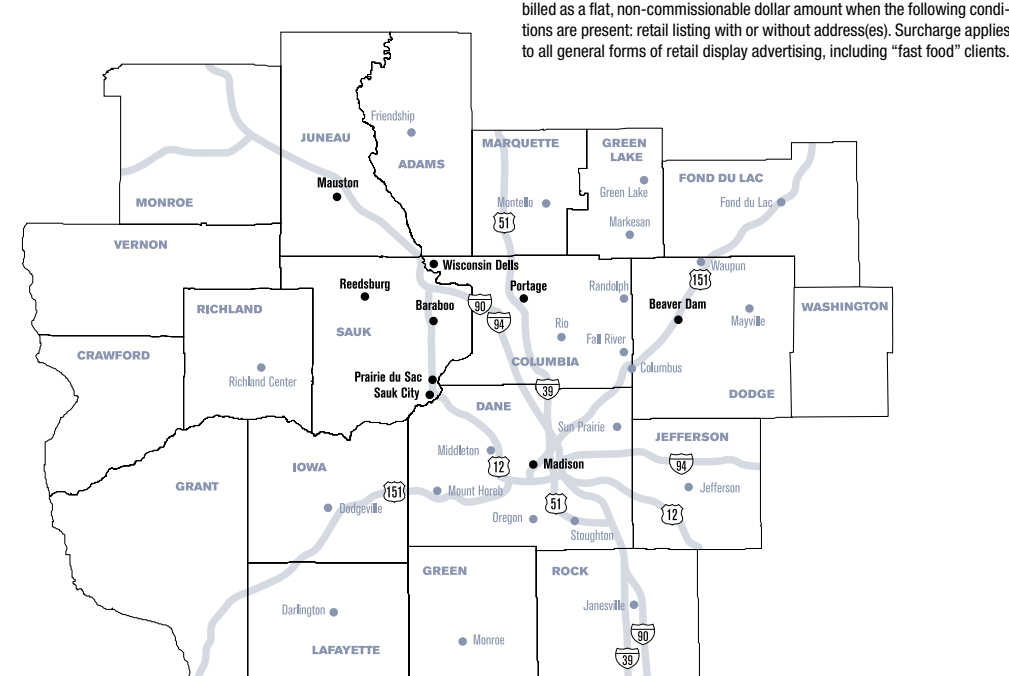 billed as a flat, non-commissionable dollar amount when the following condi-
tions are present: retail listing with or without address(es). Surcharge applies
to all general forms of retail display advertising, including “fast food” clients.
Friendship
JUNEAU
ADAMS
MARQUETTE
GREEN
LAKE
FOND DU LAC
Mauston
Green Lake
MONROE
Montello
Fond du Lac
51
Markesan
VERNON
Wisconsin Dells
Waupun
151
Reedsburg
Portage
Randolph
RICHLAND
Baraboo
90
Beaver Dam
WASHINGTON
94
Mayville
SAUK
Rio
Fall River
CRAWFORD
COLUMBIA
Columbus
Richland Center
Prairie du Sac
Sauk City
39
DODGE
DANE
Sun Prairie
JEFFERSON
Middleton
12
Madison
94
IOWA
GRANT
151
Mount Horeb
Jefferson
Dodgeville
51
12
Oregon
Stoughton
GREEN
ROCK
Darlington
Janesville
Monroe
90
LAFAYETTE
39